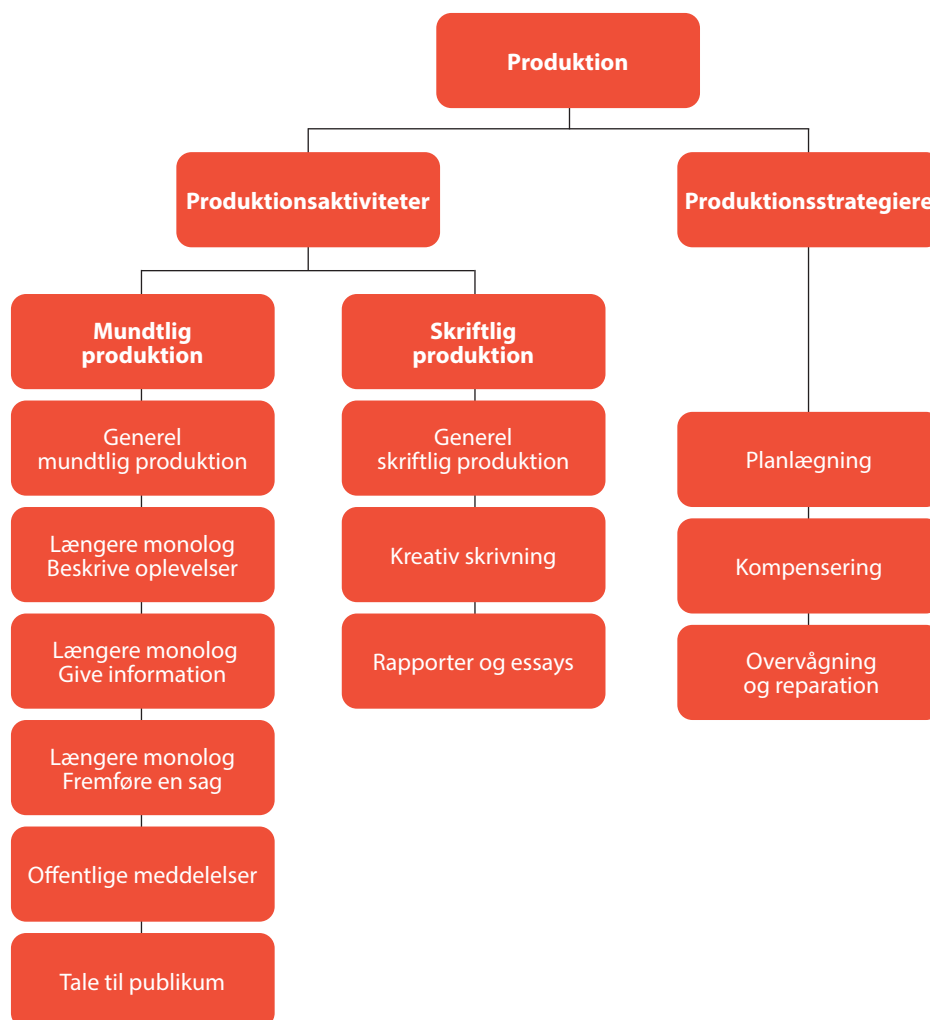 Produktion
Produktionsaktiviteter
Produktionsstrategiere
Mundtlig
produktion
Skriftlig
produktion
Generel
mundtlig produktion
Generel
skriftlig produktion
Planlægning
Længere monolog
Beskrive oplevelser
Kreativ skrivning
Kompensering
Længere monolog
Give information
Rapporter og essays
Overvågning
og reparation
Længere monolog
Fremføre en sag
Offentlige meddelelser
Tale til publikum